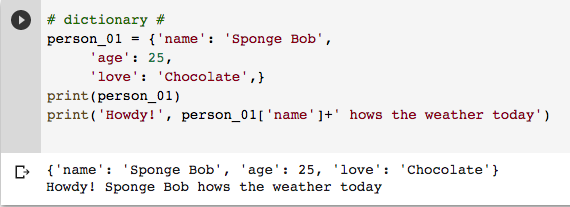 # dictionary #
person_01 = {'name': 'Sponge Bob',
'age': 25,
'love': 'Chocolate',}
print(person_01)
print('Howdy!', person_01['name']+' hows the weather today')
{'name': 'Sponge Bob', 'age': 25, 'love': 'Chocolate'}
Howdy! Sponge Bob hows the weather today